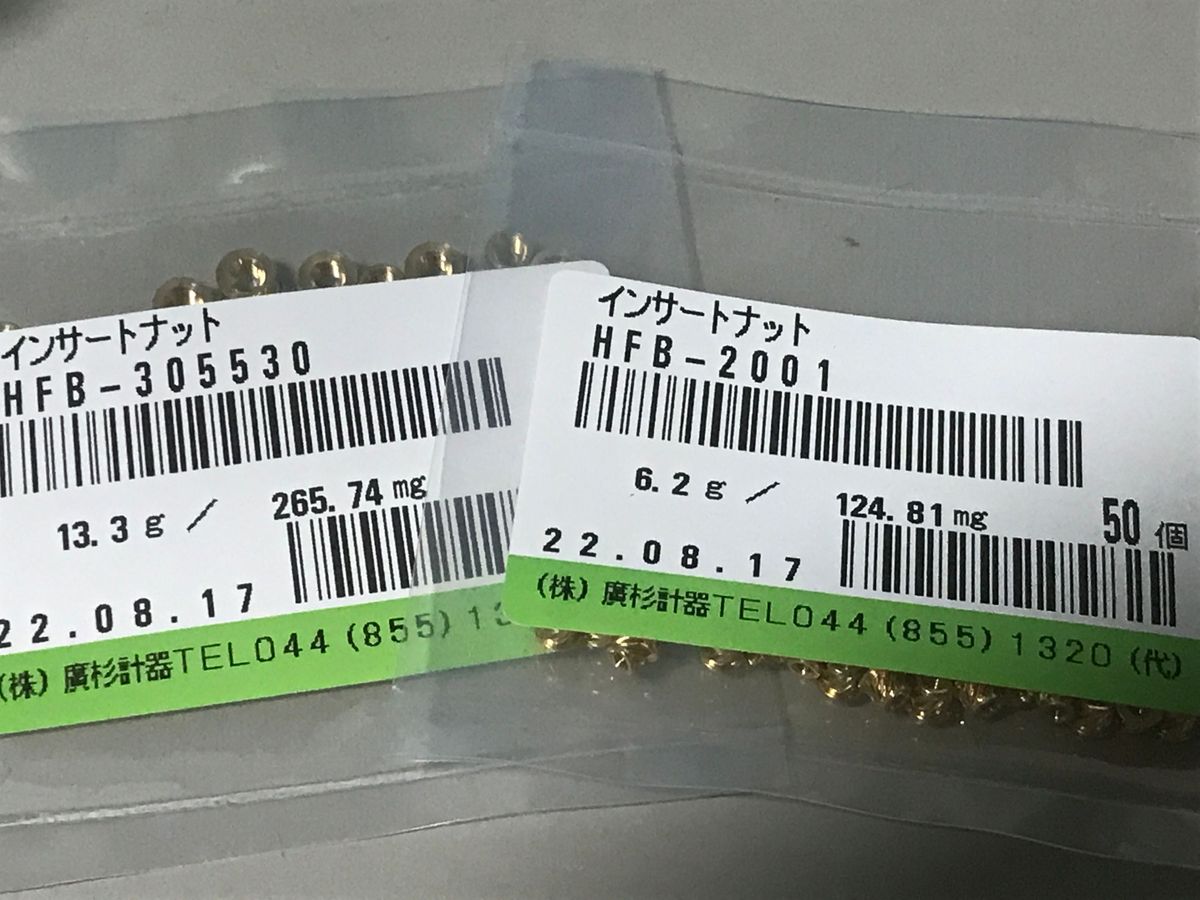 インサートナット
HFB-305530
13.3g／ 265.74mg
22.08.17
(株)廣杉計器TEL044(855)13
インサートナット
HFB-2001
6.2g／ 124.81mg 50個
22.08.17
(株)廣杉計器TEL044(855)1320(代)